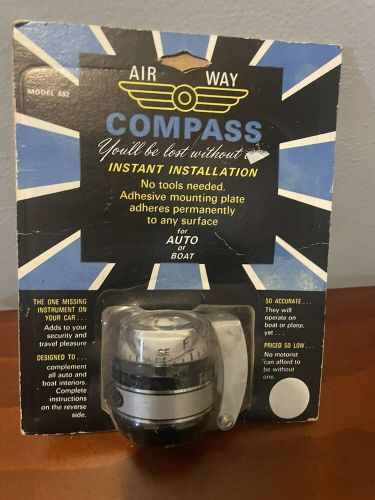 AIR WAY
MODEL 592
COMPASS
You'll be lost without
INSTANT INSTALLATION
No tools needed.
Adhesive mounting plate
adheres permanently
to any surface
for
AUTO
or
BOAT
THE ONE MISSING
INSTRUMENT ON
YOUR CAR...
Adds to your
security and
travel pleasure
DESIGNED TO...
complement
all auto and
boat interiors.
Complete
instructions
on the reverse
side.
SO ACCURATE...
They will
operate on
boat or plane,
yet...
PRICED SO LOW...
No motorist
can afford to
be without
one.
SE E